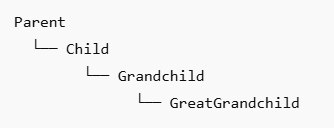 Parent
└── Child
└── Grandchild
└── GreatGrandchild